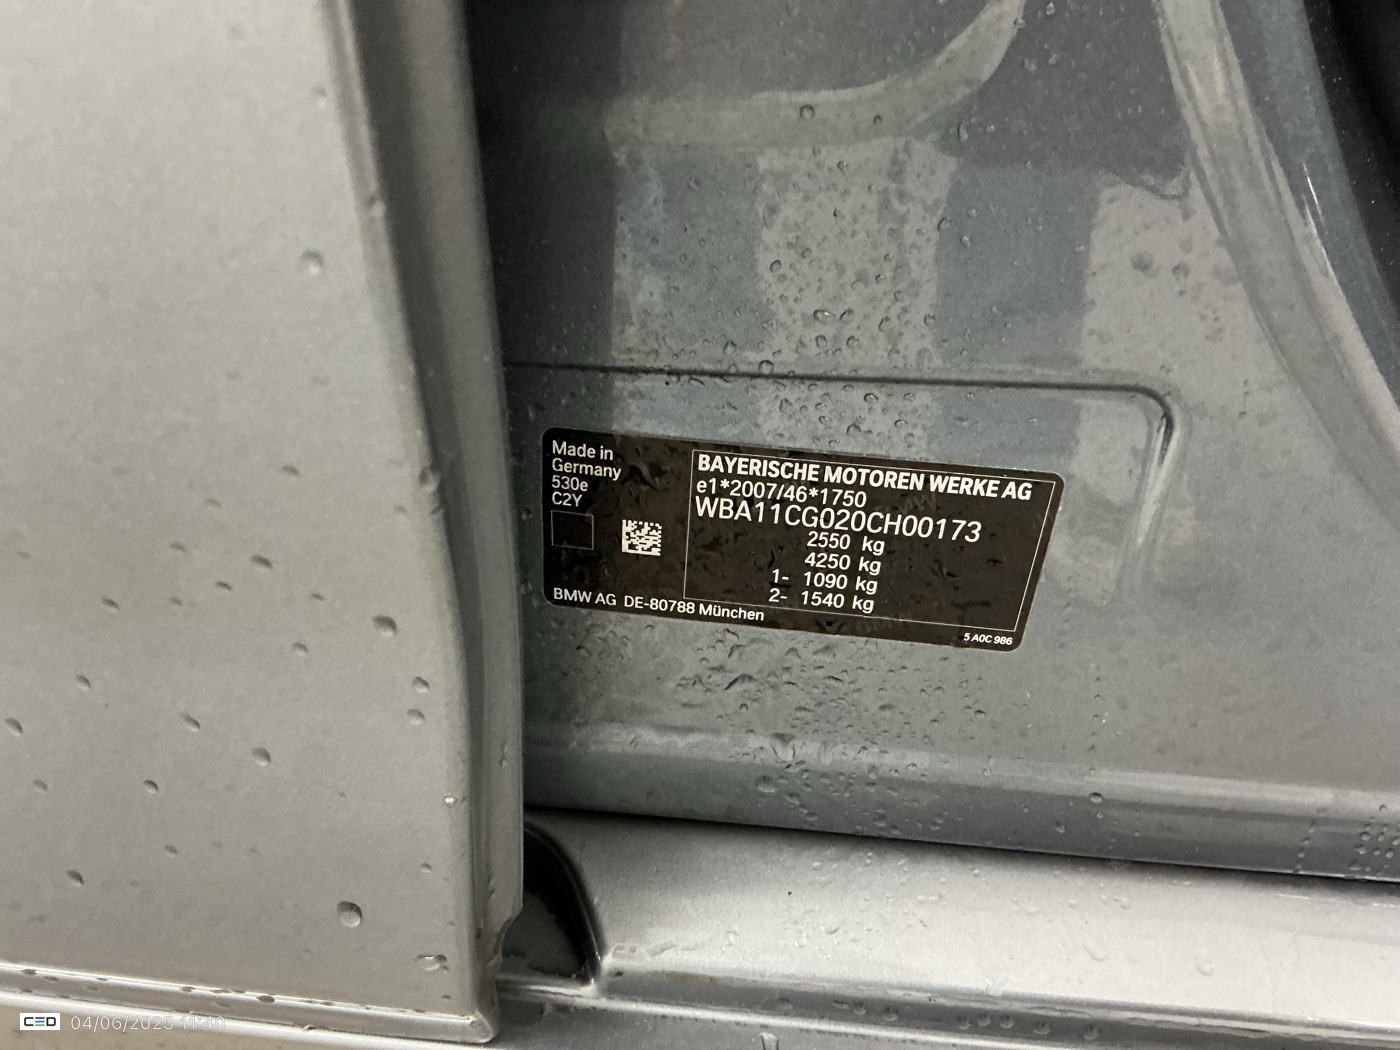 Made in
Germany
530e
C2Y
BAYERISCHE MOTOREN WERKE AG
e1*2007/46*1750
WBA11CG020CH00173
2550 kg
4250 kg
1- 1090 kg
2- 1540 kg
BMW AG DE-80788 München
5 A0C 986
CED 04/06/2025 11:40